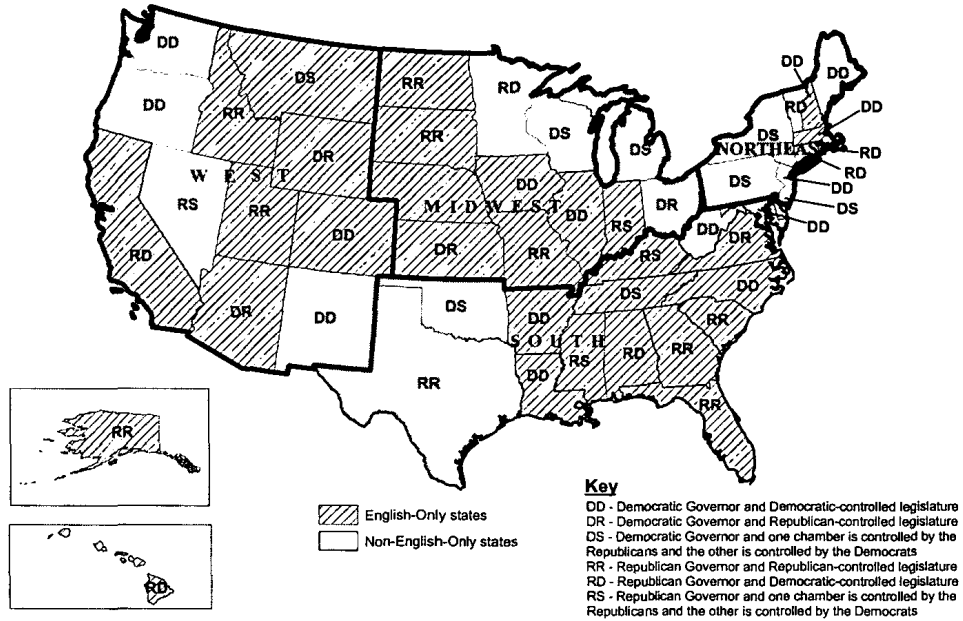 DD
DD
DD
DD
DS
RR
RD
RD
DD
RR
DS
DS
DS
NORTHEAST
RD
RR
DR
DS
RD
WEST
DD
DD
RS
RR
MIDWEST
DD
RS
DR
DS
DD
DD
DR
RR
RS
DD
DR
RD
DR
DD
DS
DS
DD
DD
SOUTH
RR
RS
RD
RR
RR
DD
RR
RR
RD
English-Only states
Non-English-Only states
Key
DD - Democratic Governor and Democratic-controlled legislature
DR - Democratic Governor and Republican-controlled legislature
DS - Democratic Governor and one chamber is controlled by the
Republicans and the other is controlled by the Democrats
RR - Republican Governor and Republican-controlled legislature
RD - Republican Governor and Democratic-controlled legislature
RS - Republican Governor and one chamber is controlled by the
Republicans and the other is controlled by the Democrats